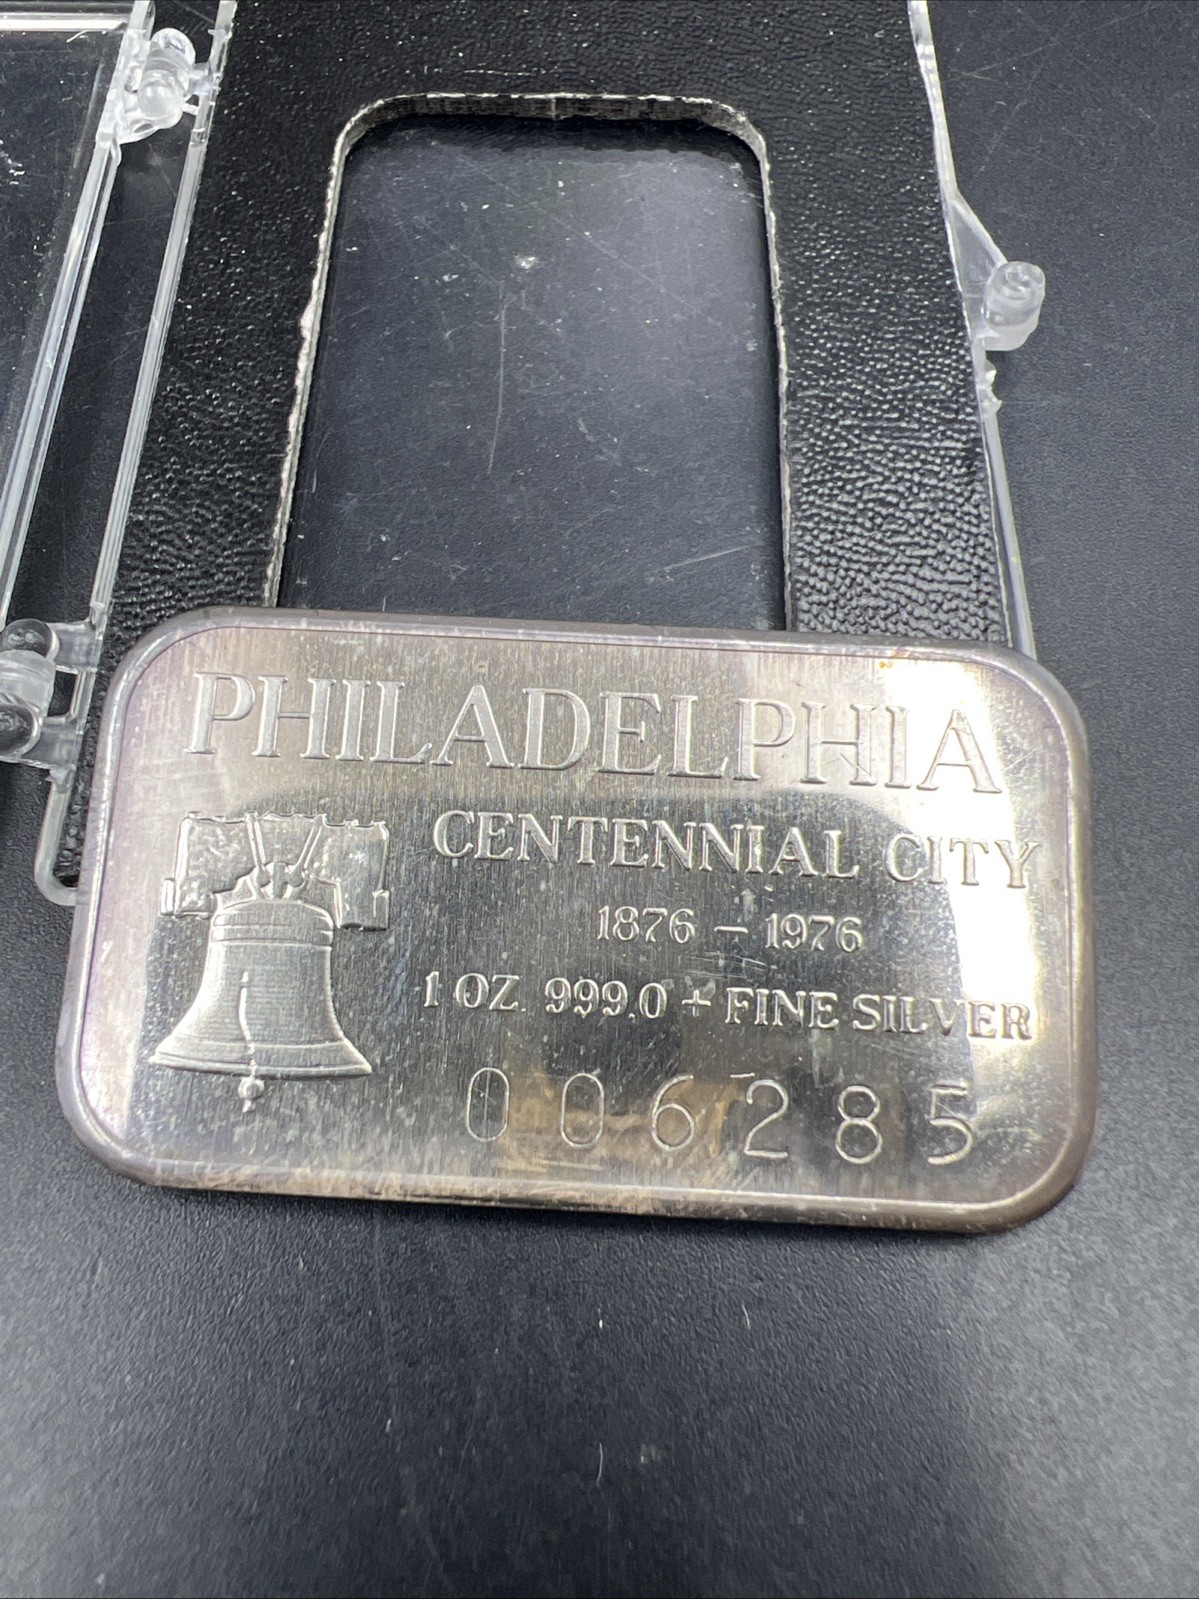 PHILADELPHIA
CENTENNIAL CITY
1876 – 1976
1 OZ. 999.0 + FINE SILVER
006285